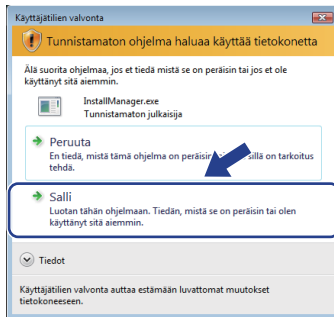 Käyttäjätilien valvonta
Tunnistamaton ohjelma haluaa käyttää tietokonetta
Älä suorita ohjelmaa, jos et tiedä mistä se on peräisin tai jos et ole
käyttänyt sitä aiemmin.
InstallManager.exe
Tunnistamaton julkaisija
Peruuta
En tiedä, mistä tämä ohjelma on peräisin sillä on tarkoitus
tehdä.
Salli
Luotan tähän ohjelmaan. Tiedän, mistä se on peräisin tai olen
käyttänyt sitä aiemmin.
Tiedot
Käyttäjätilien valvonta auttaa estämään luvattomat muutokset
tietokoneeseen.